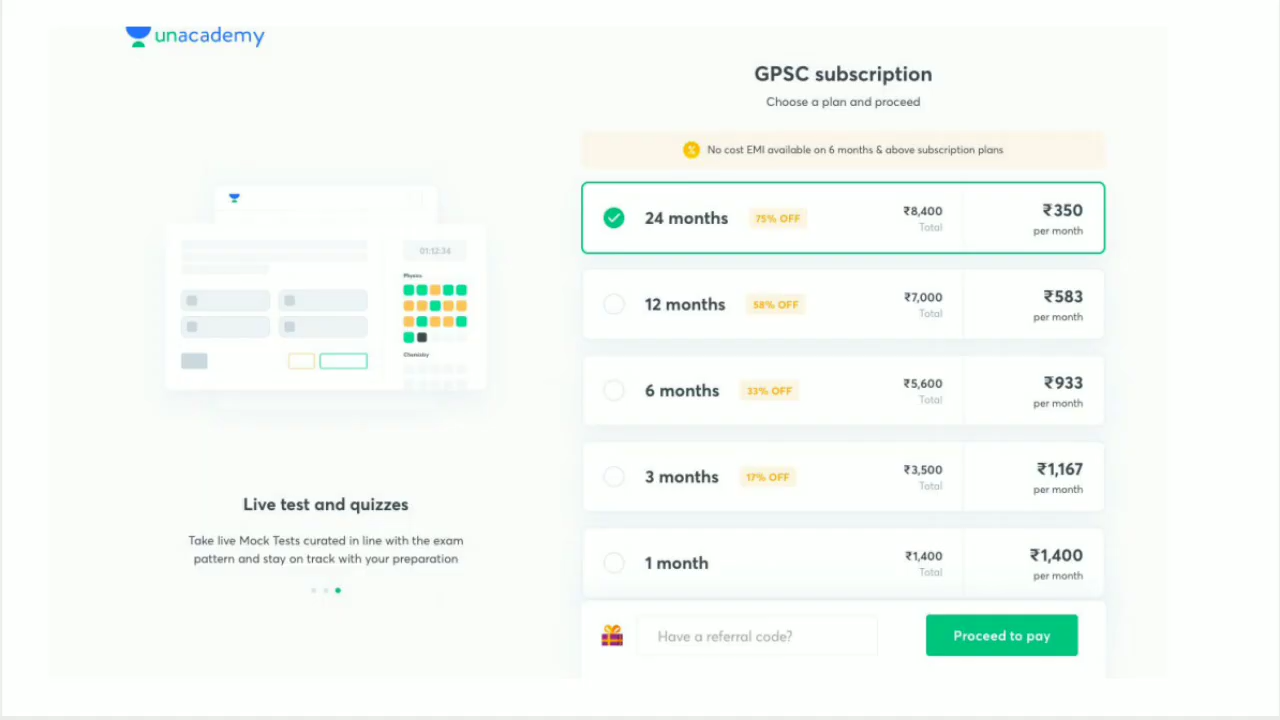 unacademy
GPSC subscription
Choose a plan and proceed
No cost EMI available on 6 months & above subscription plans
24 months 75% OFF ₹8,400 Total ₹350 per month
12 months 58% OFF ₹7,000 Total ₹583 per month
6 months 33% OFF ₹5,600 Total ₹933 per month
3 months 17% OFF ₹3,500 Total ₹1,167 per month
1 month ₹1,400 Total ₹1,400 per month
Have a referral code?
Proceed to pay
01:12:34
Physics
Chemistry
Live test and quizzes
Take live Mock Tests curated in line with the exam
pattern and stay on track with your preparation